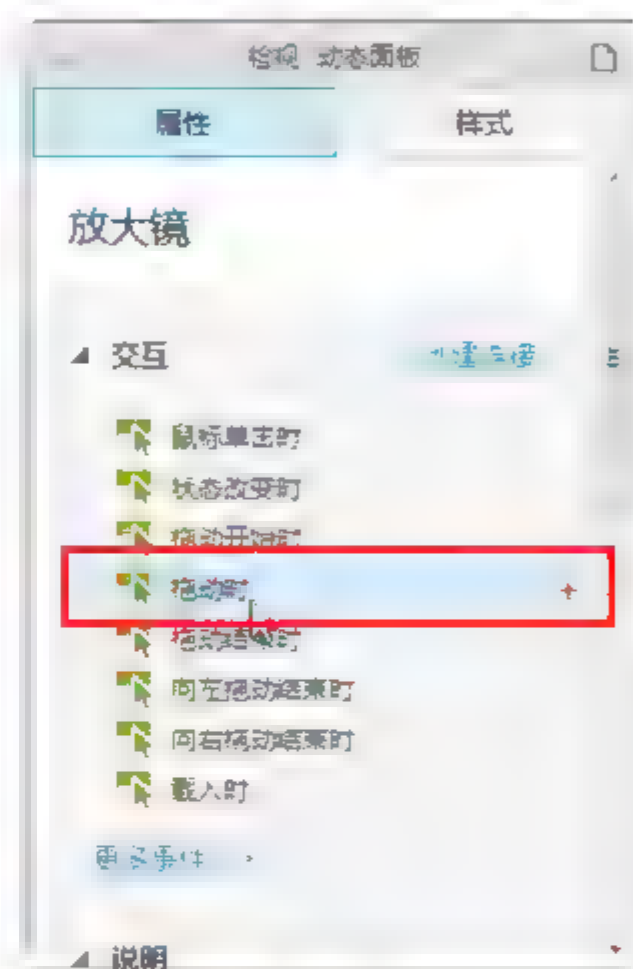 检视: 动态面板
属性 样式
放大镜
交互
鼠标单击时
状态改变时
拖动开始时
拖动时
拖动结束时
向左拖动结束时
向右拖动结束时
载入时
更多事件
说明